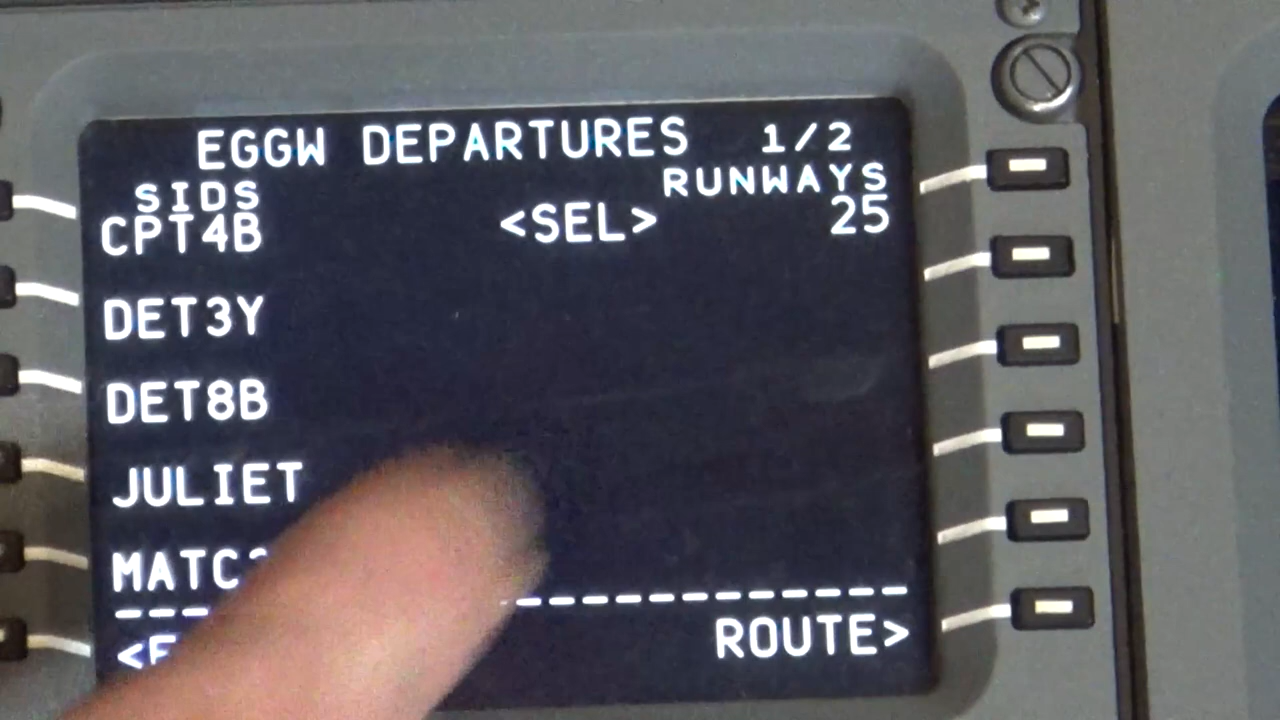 EGGW DEPARTURES 1/2
SIDS RUNWAYS
CPT4B <SEL> 25
DET3Y
DET8B
JULIET
ROUTE>